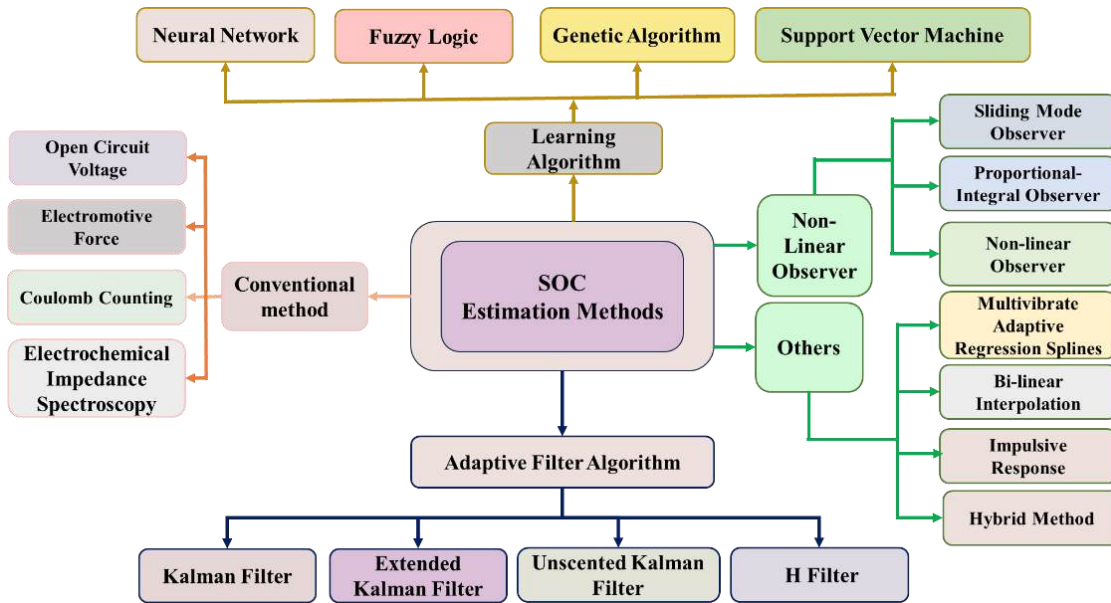 Neural Network
Fuzzy Logic
Genetic Algorithm
Support Vector Machine
Learning
Algorithm
Open Circuit
Voltage
Electromotive
Force
Coulomb Counting
Electrochemical
Impedance
Spectroscopy
Conventional
method
SOC
Estimation Methods
Non-
Linear
Observer
Others
Sliding Mode
Observer
Proportional-
Integral Observer
Non-linear
Observer
Multivibrate
Adaptive
Regression Splines
Bi-linear
Interpolation
Impulsive
Response
Hybrid Method
Adaptive Filter Algorithm
Kalman Filter
Extended
Kalman Filter
Unscented Kalman
Filter
H Filter